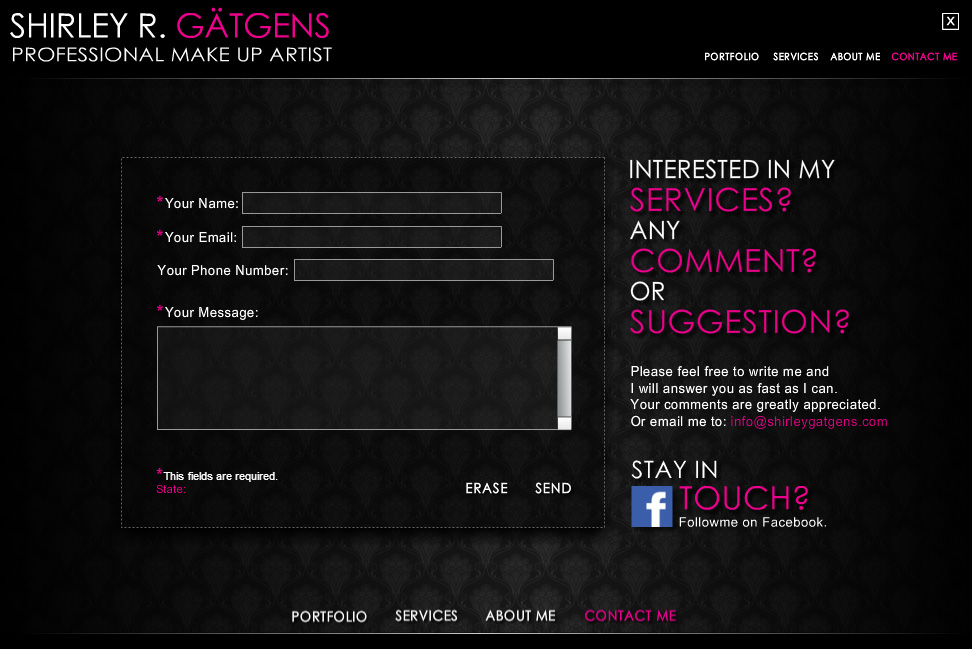 SHIRLEY R. GÄTGENS
PROFESSIONAL MAKE UP ARTIST
X
PORTFOLIO SERVICES ABOUT ME CONTACT ME
*Your Name:
*Your Email:
Your Phone Number:
*Your Message:
*This fields are required.
State:
ERASE SEND
INTERESTED IN MY
SERVICES?
ANY
COMMENT?
OR
SUGGESTION?
Please feel free to write me and
I will answer you as fast as I can.
Your comments are greatly appreciated.
Or email me to: info@shirleygatgens.com
STAY IN
f TOUCH?
Followme on Facebook.
PORTFOLIO SERVICES ABOUT ME CONTACT ME